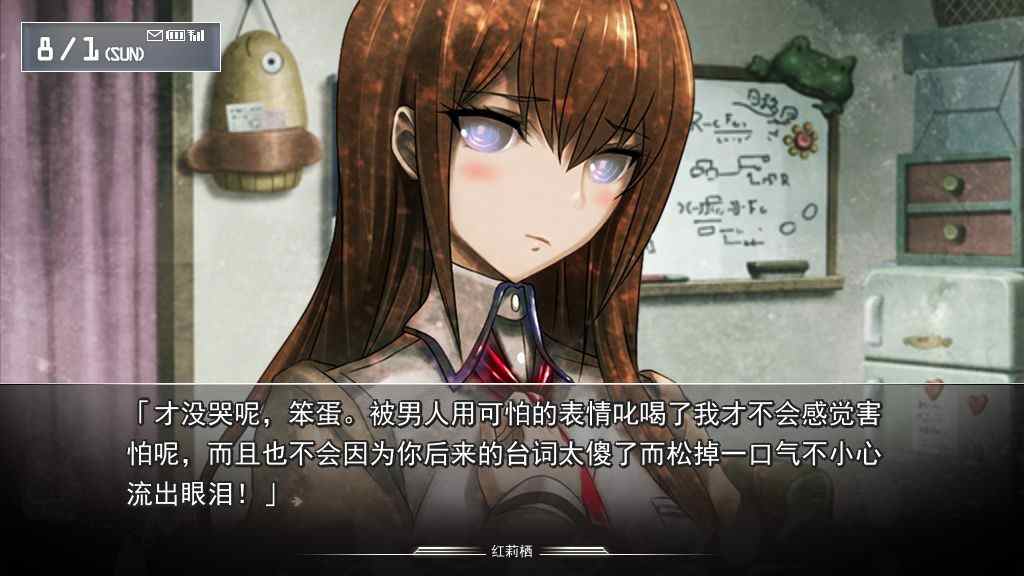 8/1(SUN)
「才没哭呢，笨蛋。被男人用可怕的表情叱喝了我才不会感觉害
怕呢，而且也不会因为你后来的台词太傻了而松掉一口气不小心
流出眼泪！」
红莉栖